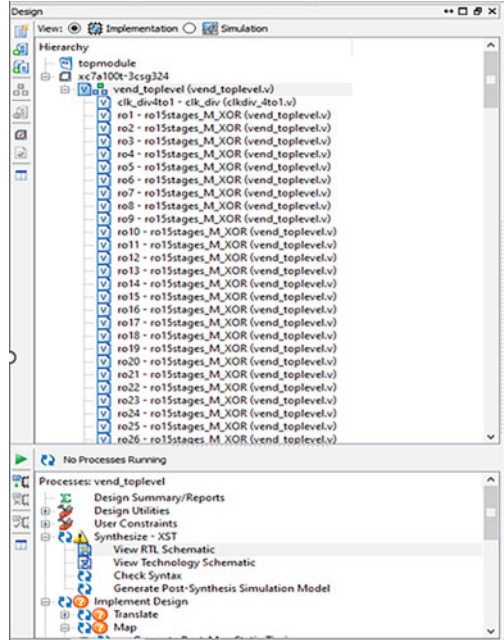 Design
View: Implementation Simulation
Hierarchy
topmodule
xc7a100t-3csg324
vend_toplevel (vend_toplevel.v)
clk_div4to1 - clk_div (clkdiv_4to1.v)
ro1 - ro15stages_M_XOR (vend_toplevel.v)
ro2 - ro15stages_M_XOR (vend_toplevel.v)
ro3 - ro15stages_M_XOR (vend_toplevel.v)
ro4 - ro15stages_M_XOR (vend_toplevel.v)
ro5 - ro15stages_M_XOR (vend_toplevel.v)
ro6 - ro15stages_M_XOR (vend_toplevel.v)
ro7 - ro15stages_M_XOR (vend_toplevel.v)
ro8 - ro15stages_M_XOR (vend_toplevel.v)
ro9 - ro15stages_M_XOR (vend_toplevel.v)
ro10 - ro15stages_M_XOR (vend_toplevel.v)
ro11 - ro15stages_M_XOR (vend_toplevel.v)
ro12 - ro15stages_M_XOR (vend_toplevel.v)
ro13 - ro15stages_M_XOR (vend_toplevel.v)
ro14 - ro15stages_M_XOR (vend_toplevel.v)
ro15 - ro15stages_M_XOR (vend_toplevel.v)
ro16 - ro15stages_M_XOR (vend_toplevel.v)
ro17 - ro15stages_M_XOR (vend_toplevel.v)
ro18 - ro15stages_M_XOR (vend_toplevel.v)
ro19 - ro15stages_M_XOR (vend_toplevel.v)
ro20 - ro15stages_M_XOR (vend_toplevel.v)
ro21 - ro15stages_M_XOR (vend_toplevel.v)
ro22 - ro15stages_M_XOR (vend_toplevel.v)
ro23 - ro15stages_M_XOR (vend_toplevel.v)
ro24 - ro15stages_M_XOR (vend_toplevel.v)
ro25 - ro15stages_M_XOR (vend_toplevel.v)
ro26 - ro15stages_M_XOR (vend_toplevel.v)
No Processes Running
Processes: vend_toplevel
Design Summary/Reports
Design Utilities
User Constraints
Synthesize - XST
View RTL Schematic
View Technology Schematic
Check Syntax
Generate Post-Synthesis Simulation Model
Implement Design
Translate
Map